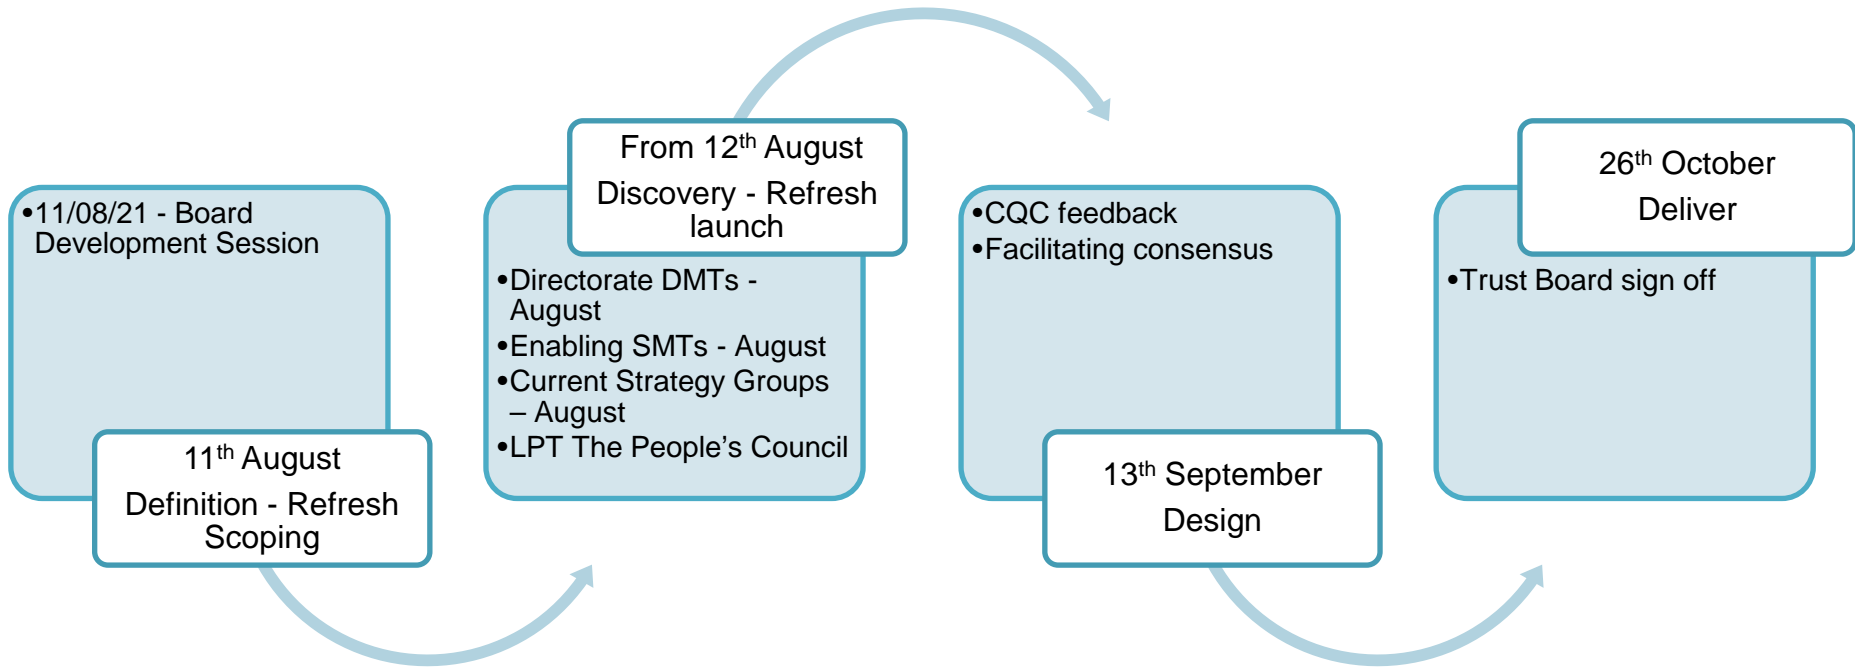 •11/08/21 - Board
Development Session
11th August
Definition - Refresh
Scoping
From 12th August
Discovery - Refresh
launch
•Directorate DMTs -
August
•Enabling SMTs - August
•Current Strategy Groups
– August
•LPT The People’s Council
•CQC feedback
•Facilitating consensus
13th September
Design
26th October
Deliver
•Trust Board sign off